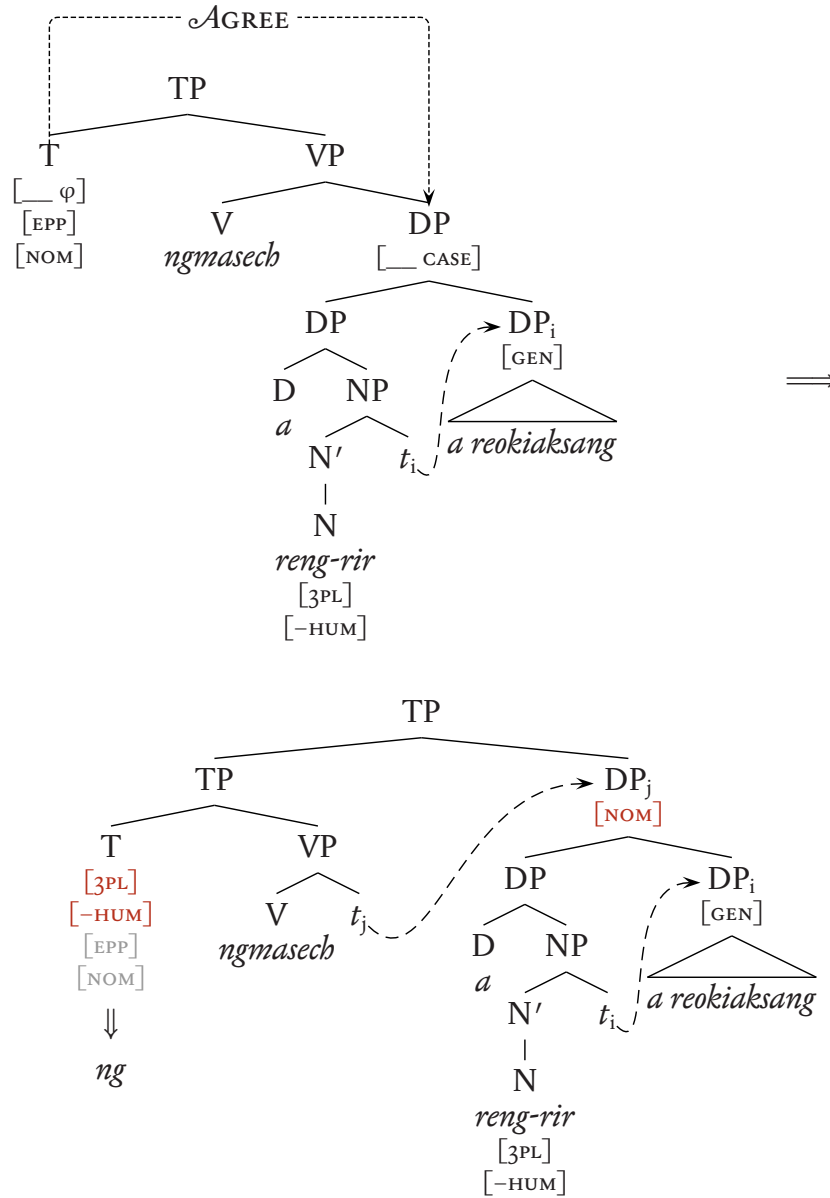 AGREE
TP
T VP
[__ φ]
[EPP]
[NOM]
V DP
ngmasech [__ CASE]
DP DPi
[GEN]
D NP
a a reokiaksang
N′ ti
N
reng-rir
[3PL]
[–HUM]
⟹
TP
TP DPj
[NOM]
T VP
[3PL]
[–HUM]
[EPP]
[NOM]
⇓
ng
V tj
ngmasech
DP DPi
[GEN]
D NP
a a reokiaksang
N′ ti
N
reng-rir
[3PL]
[–HUM]